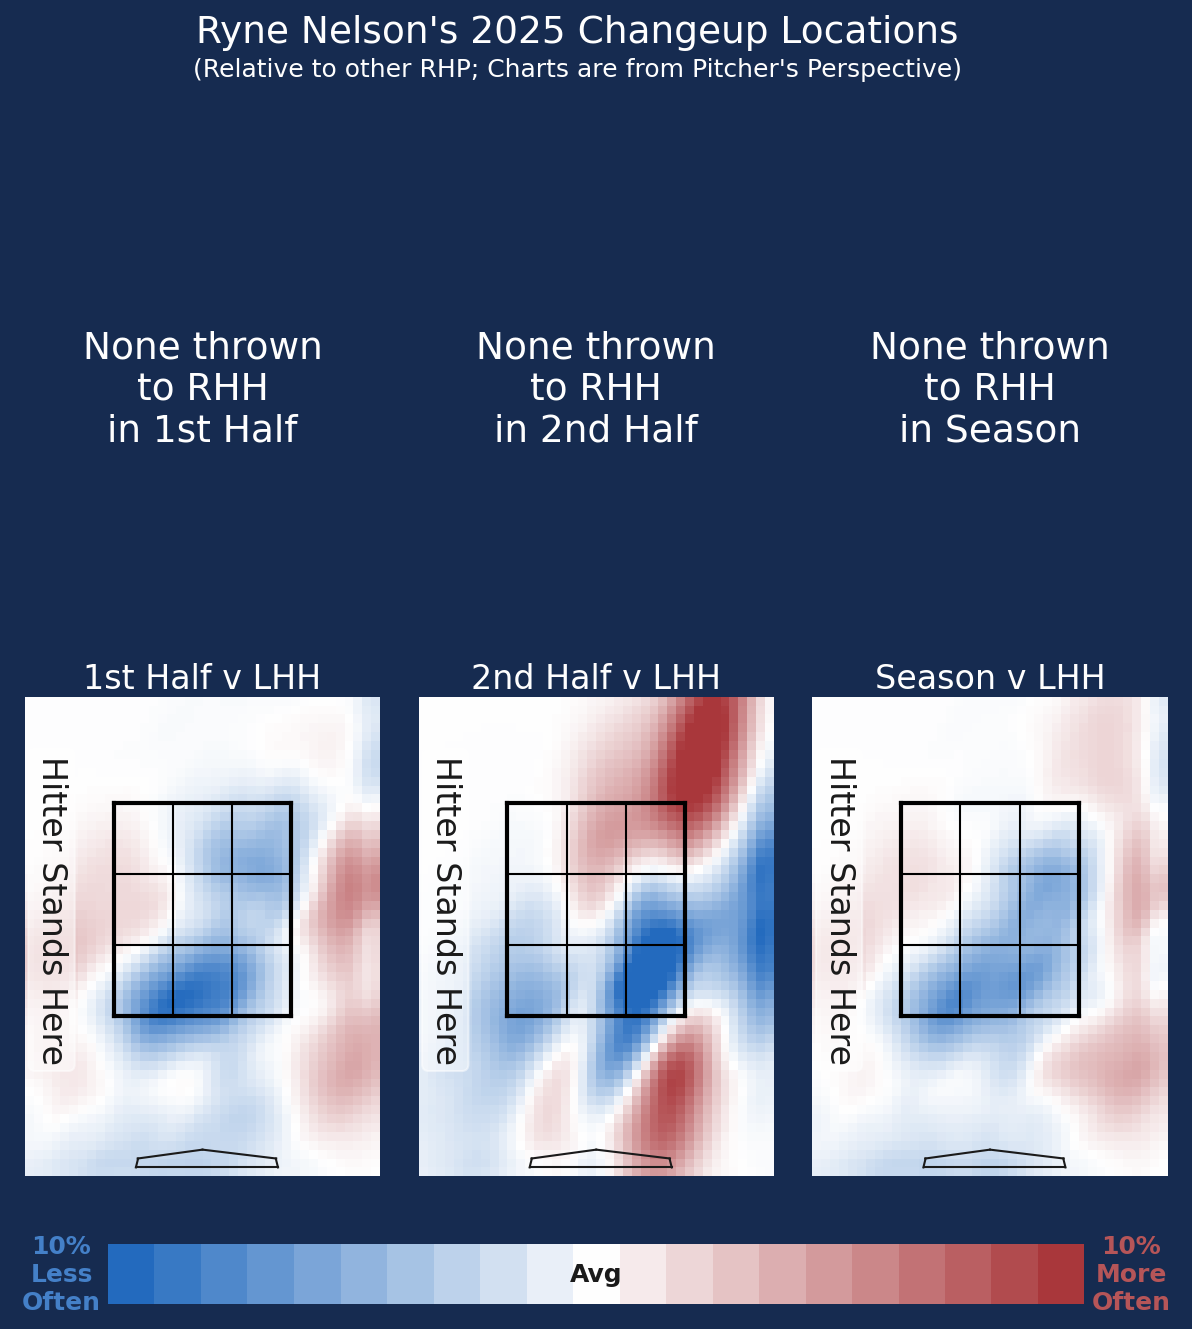 Ryne Nelson's 2025 Changeup Locations
(Relative to other RHP; Charts are from Pitcher's Perspective)
None thrown
to RHH
in 1st Half
None thrown
to RHH
in 2nd Half
None thrown
to RHH
in Season
1st Half v LHH
2nd Half v LHH
Season v LHH
Hitter Stands Here
Hitter Stands Here
Hitter Stands Here
10%
Less
Often
Avg
10%
More
Often